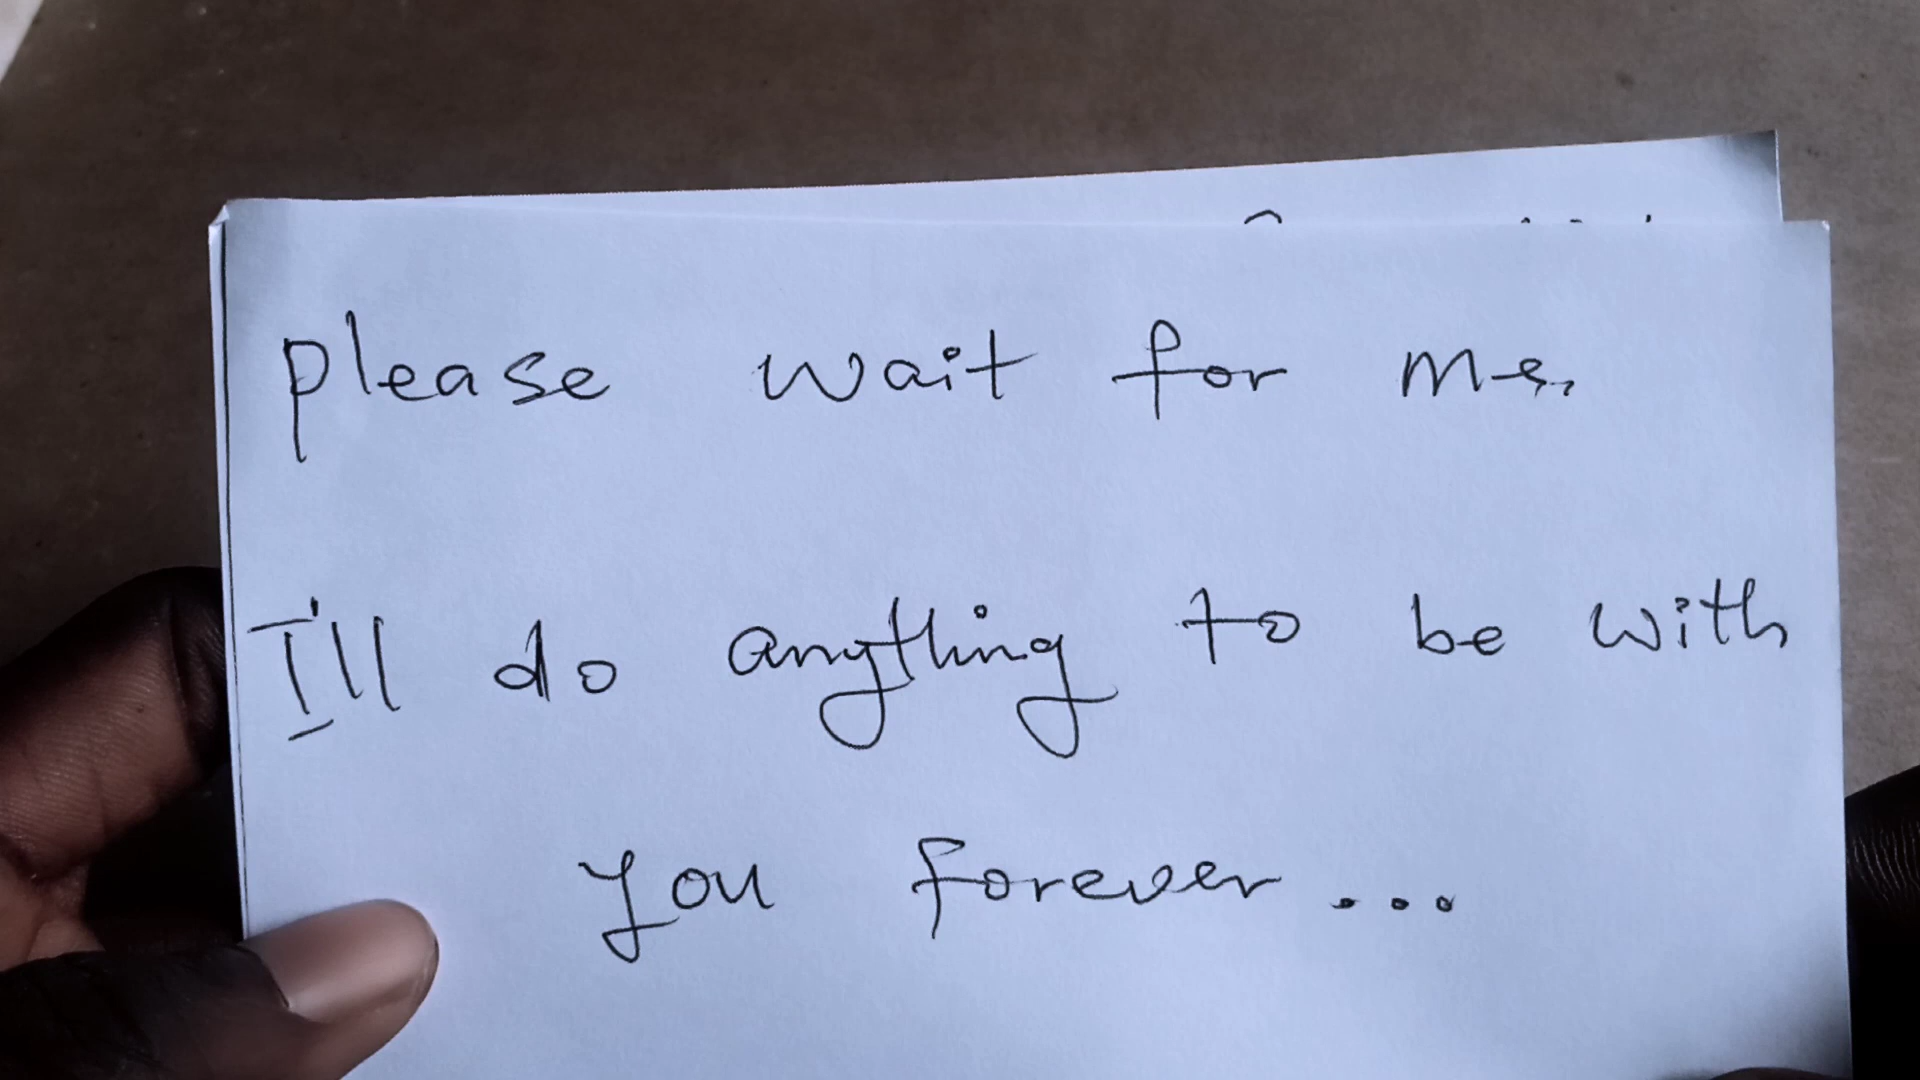 please wait for me.
I'll do anything to be with
you forever...